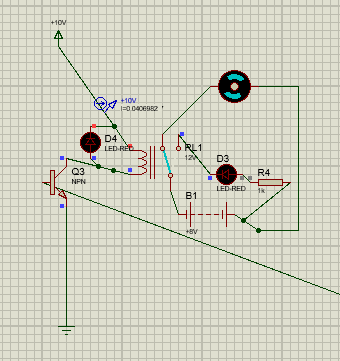 +10V
+10V
I=0.0406982
D4
LED-RED
RL1
12V
Q3
NPN
D3
LED-RED
R4
1k
B1
+8V